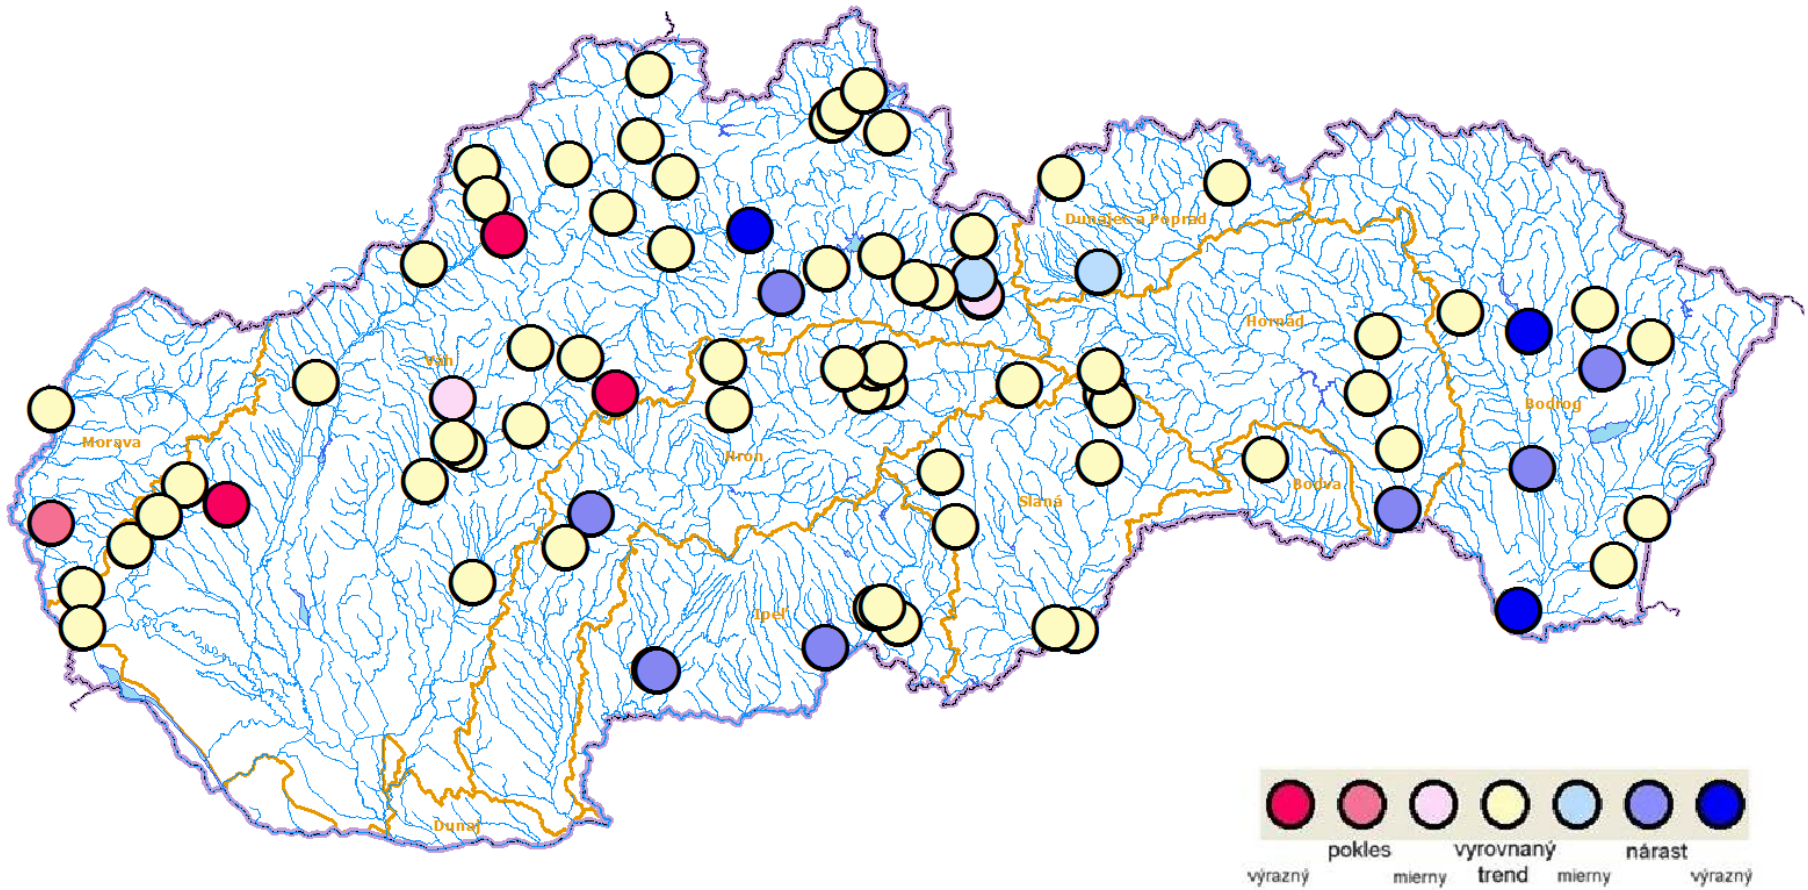 Dunajec a Poprad
Hornád
Váh
Bodrog
Morava
Hron
Slaná
Bodva
Ipeľ
Dunaj
pokles vyrovnaný nárast
výrazný mierny trend mierny výrazný